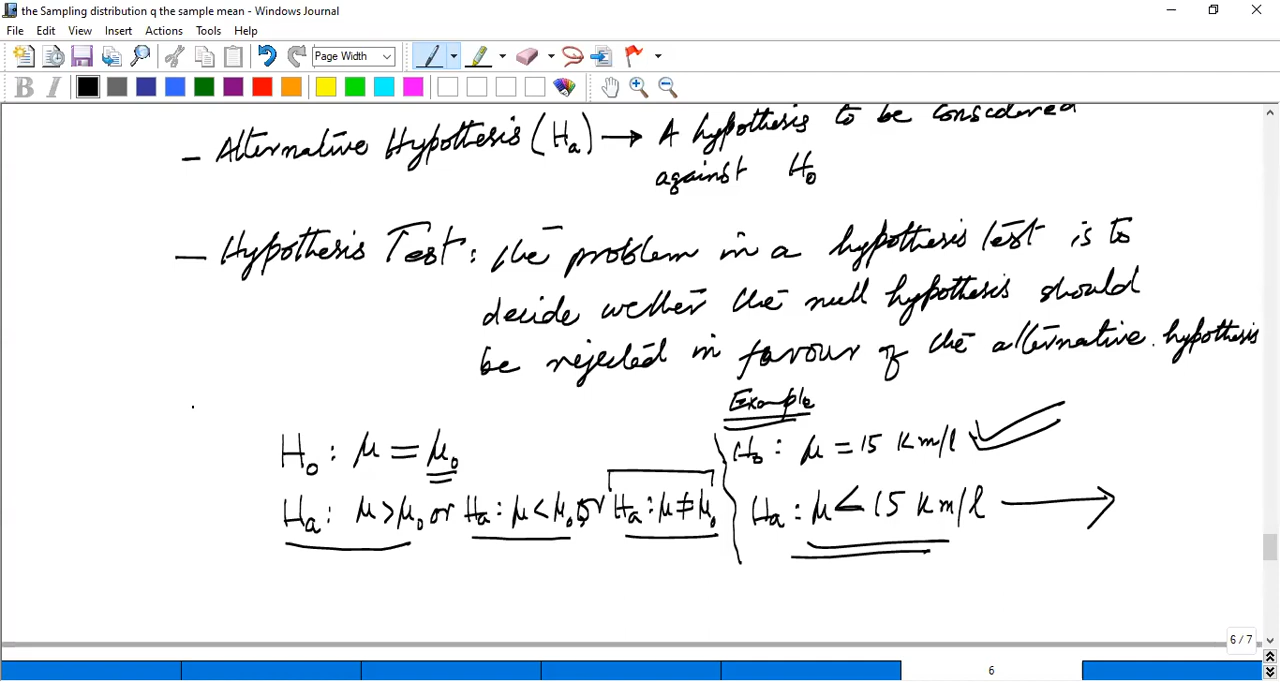 the Sampling distribution q the sample mean - Windows Journal
File Edit View Insert Actions Tools Help
Page Width
B I
- Alternative Hypothesis (Ha) → A hypothesis to be considered
against H₀
- Hypothesis Test: the problem in a hypothesis test is to
decide wether the null hypothesis should
be rejected in favour of the alternative hypothesis
H₀ : μ = μ₀
Ha : μ > μ₀ or Ha : μ < μ₀ or Ha : μ ≠ μ₀
Example
H₀ : μ = 15 km/l
Ha : μ < 15 km/l →
6 / 7
6